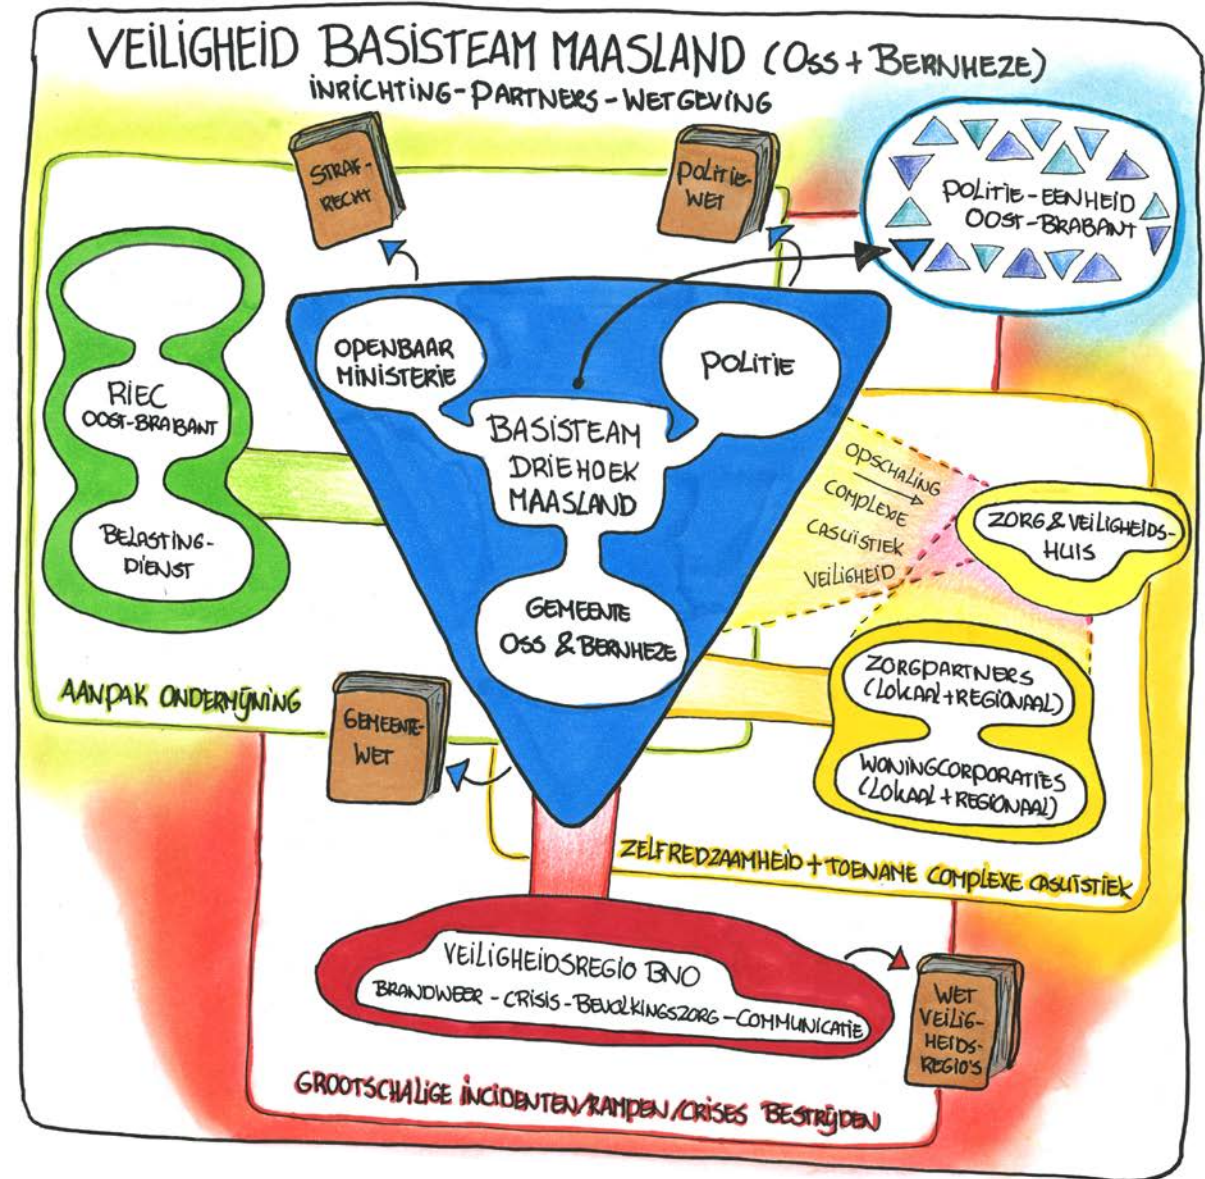 VEILIGHEID BASISTEAM MAASLAND (OSS + BERNHEZE)
INRICHTING - PARTNERS - WETGEVING
STRAF-
RECHT
POLITIE-
WET
POLITIE-EENHEID
OOST-BRABANT
OPENBAAR
MINISTERIE
POLITIE
RIEC
OOST-BRABANT
BELASTING-
DIENST
BASISTEAM
DRIEHOEK
MAASLAND
GEMEENTE
OSS & BERNHEZE
OPSCHALING
COMPLEXE
CASUÏSTIEK
VEILIGHEID
ZORG & VEILIGHEIDS-
HUIS
ZORGPARTNERS
(LOKAAL + REGIONAAL)
WONINGCORPORATIES
(LOKAAL + REGIONAAL)
AANPAK ONDERMIJNING
GEMEENTE-
WET
ZELFREDZAAMHEID + TOENAME COMPLEXE CASUÏSTIEK
VEILIGHEIDSREGIO BNO
BRANDWEER - CRISIS - BEVOLKINGSZORG - COMMUNICATIE
WET
VEILIG-
HEIDS-
REGIO'S
GROOTSCHALIGE INCIDENTEN/RAMPEN/CRISES BESTRIJDEN